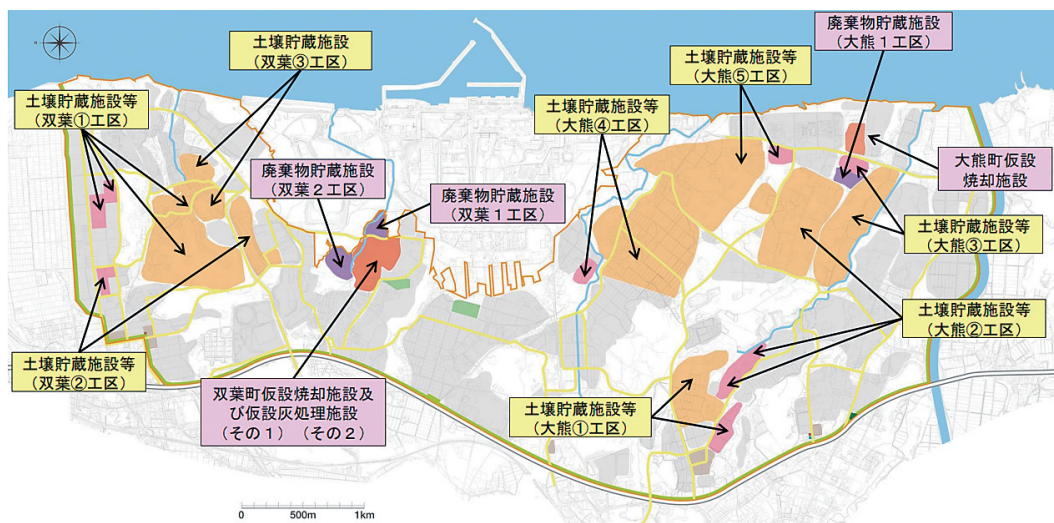 土壌貯蔵施設
（双葉③工区）
廃棄物貯蔵施設
（大熊１工区）
土壌貯蔵施設等
（大熊⑤工区）
土壌貯蔵施設等
（双葉①工区）
土壌貯蔵施設等
（大熊④工区）
廃棄物貯蔵施設
（双葉２工区）
廃棄物貯蔵施設
（双葉１工区）
大熊町仮設
焼却施設
土壌貯蔵施設等
（大熊③工区）
土壌貯蔵施設等
（大熊②工区）
土壌貯蔵施設等
（双葉②工区）
双葉町仮設焼却施設及
び仮設灰処理施設
（その１）（その２）
土壌貯蔵施設等
（大熊①工区）
0 500m 1km